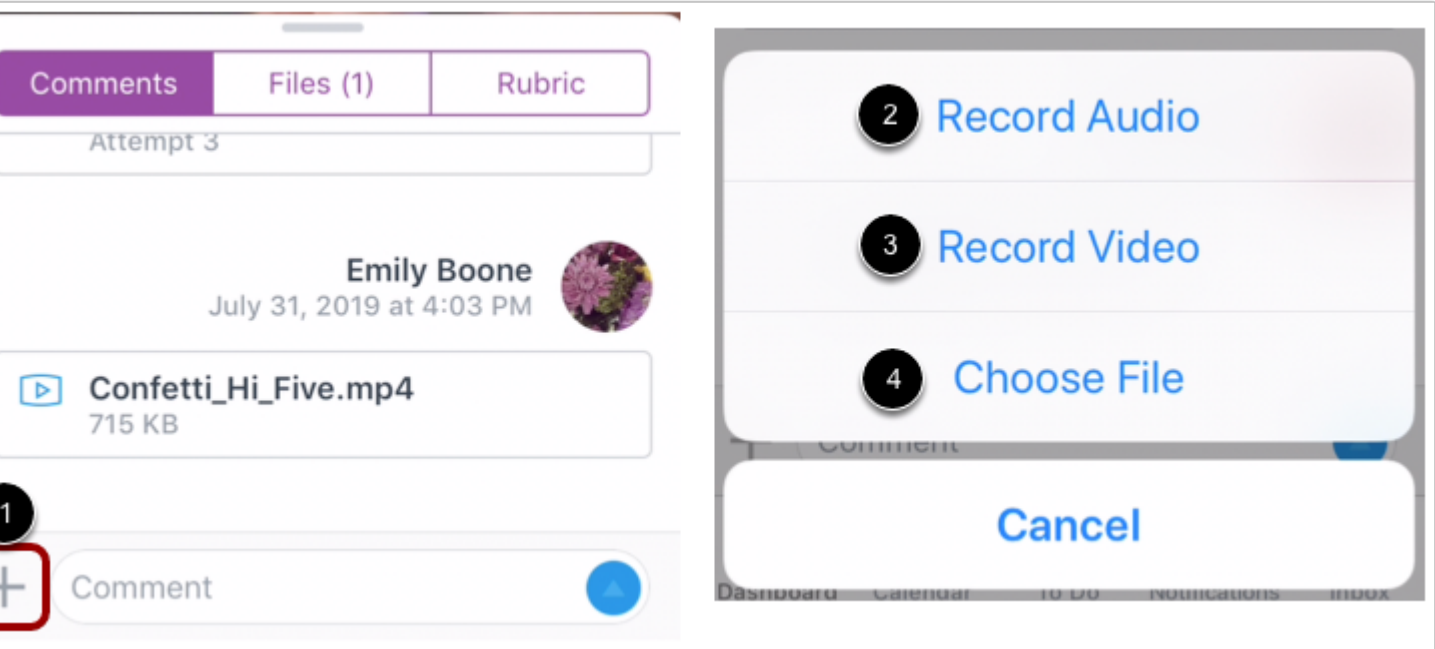 Comments Files (1) Rubric
Attempt 3
Emily Boone
July 31, 2019 at 4:03 PM
Confetti_Hi_Five.mp4
715 KB
1
Comment
2 Record Audio
3 Record Video
4 Choose File
Comment
Cancel
Dashboard Calendar To Do Notifications Inbox